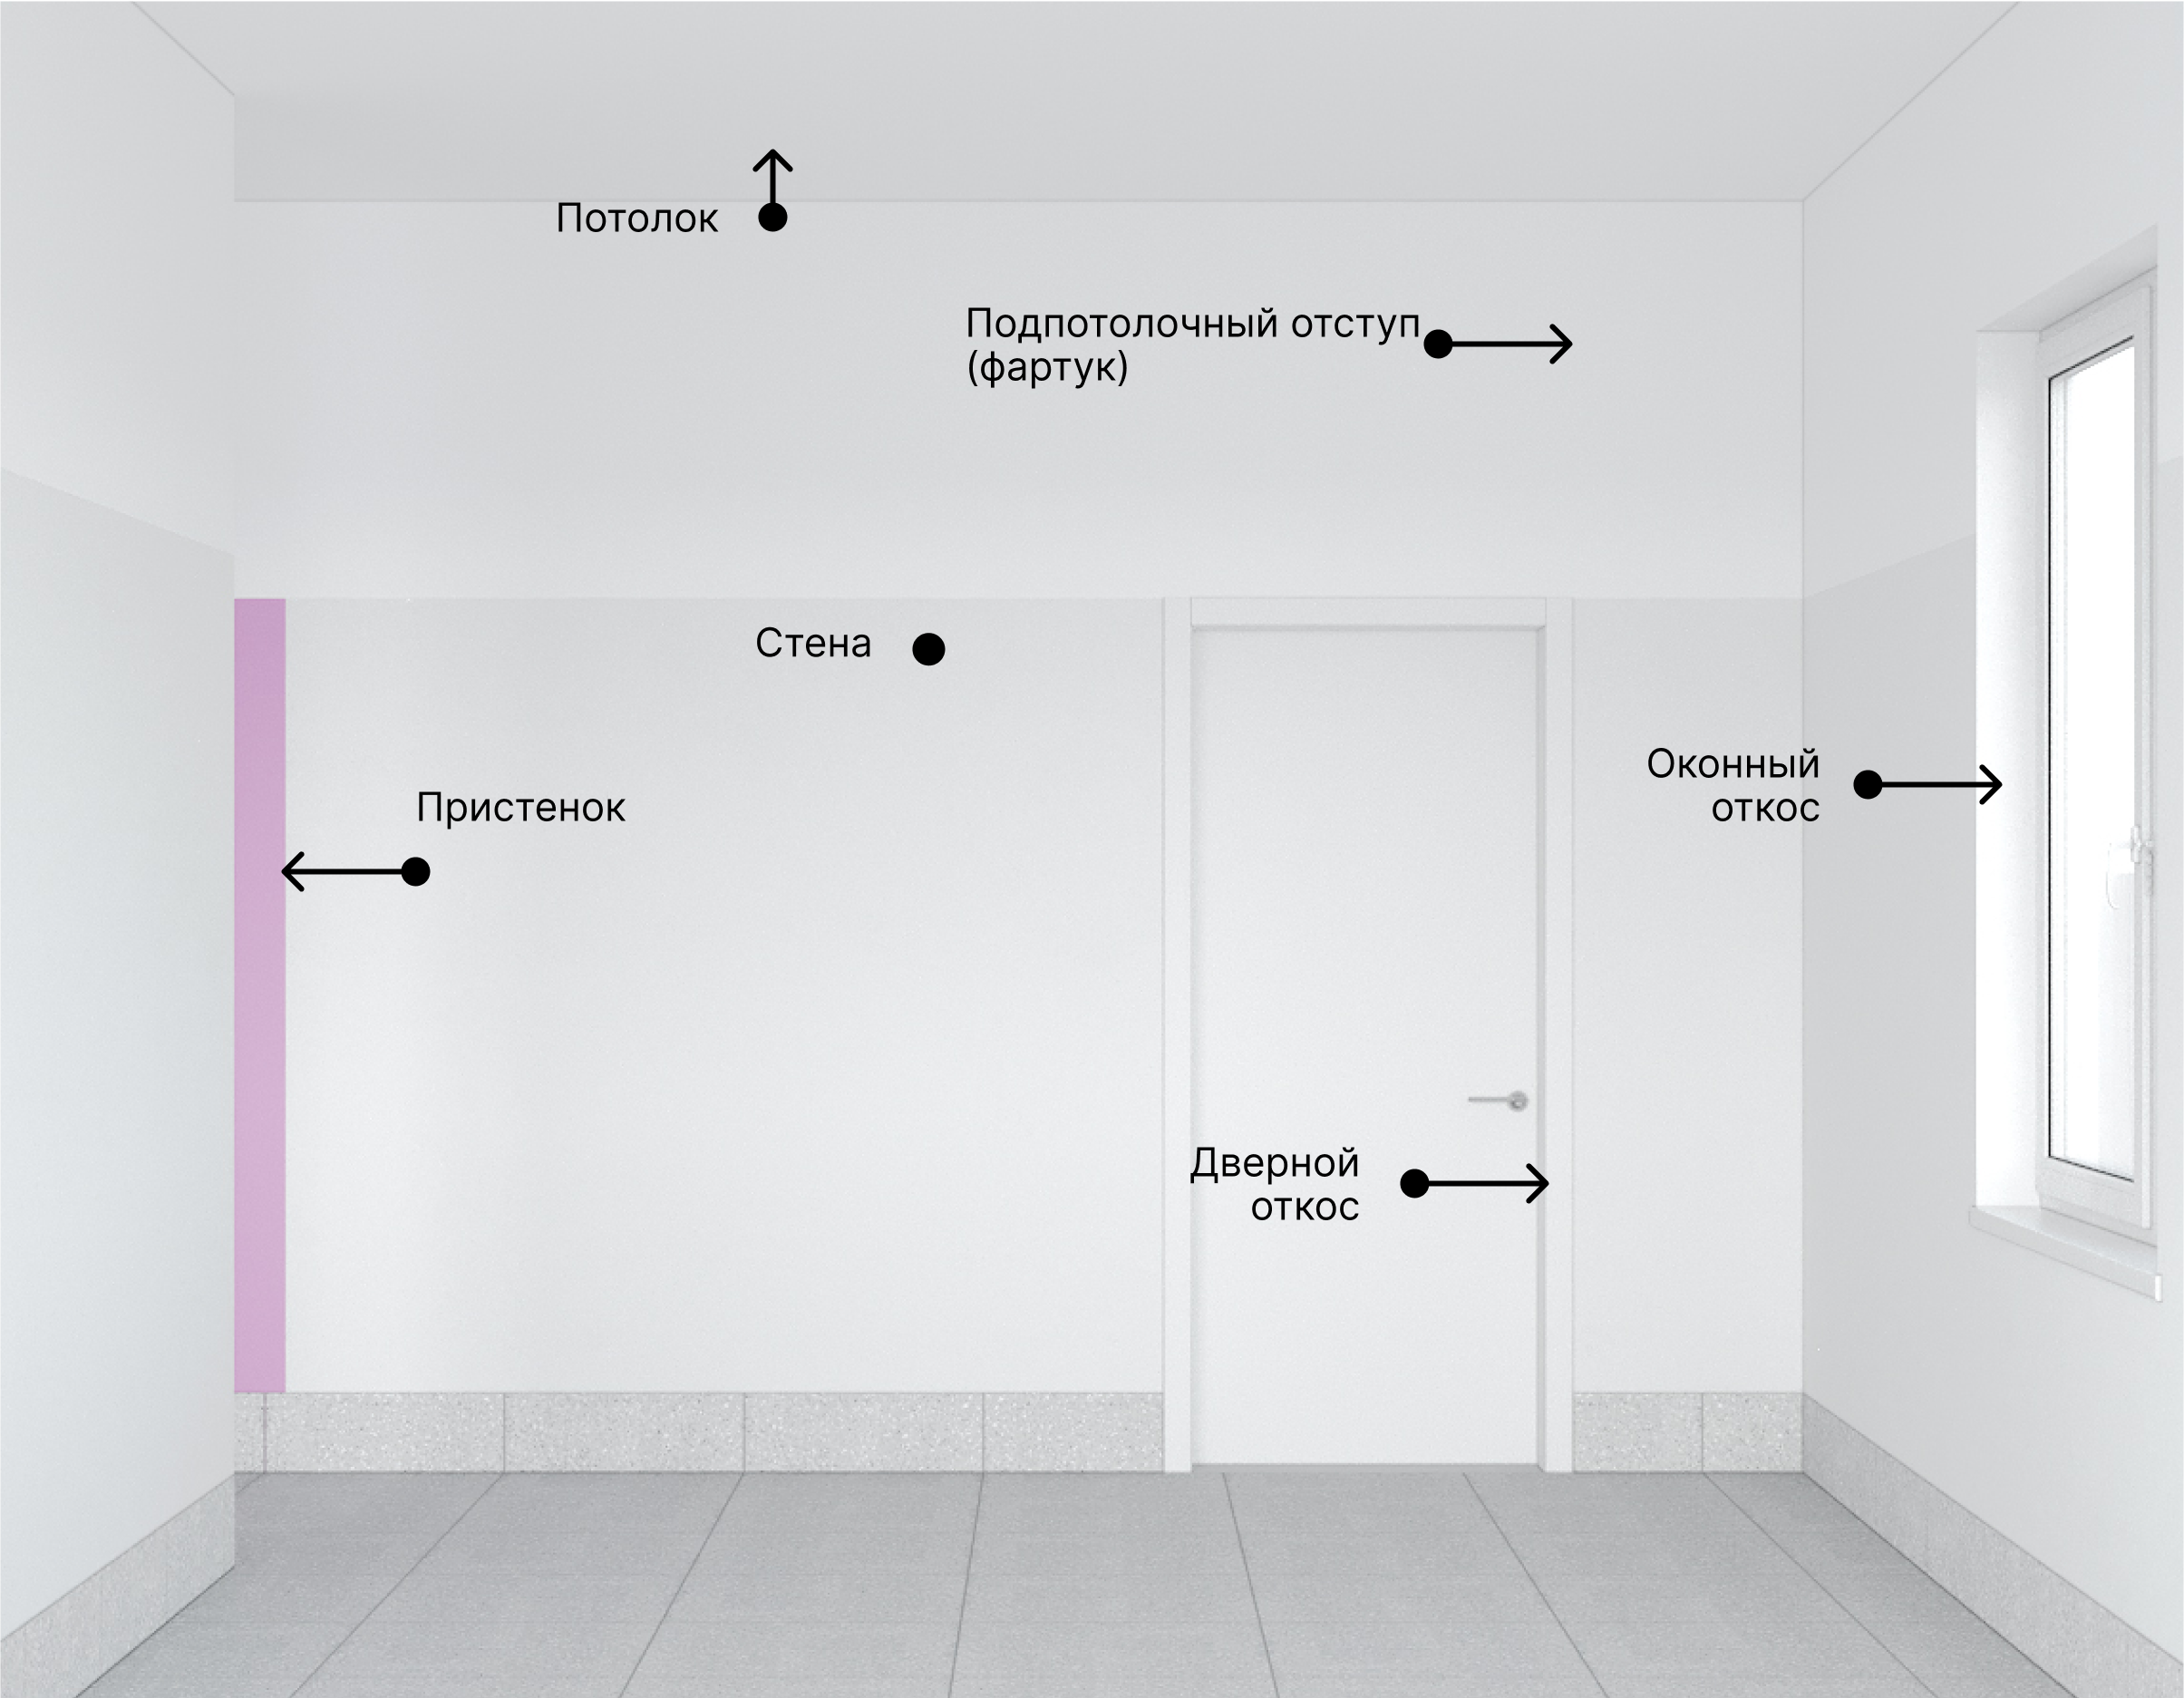 Потолок
Подпотолочный отступ
(фартук)
Стена
Пристенок
Оконный
откос
Дверной
откос